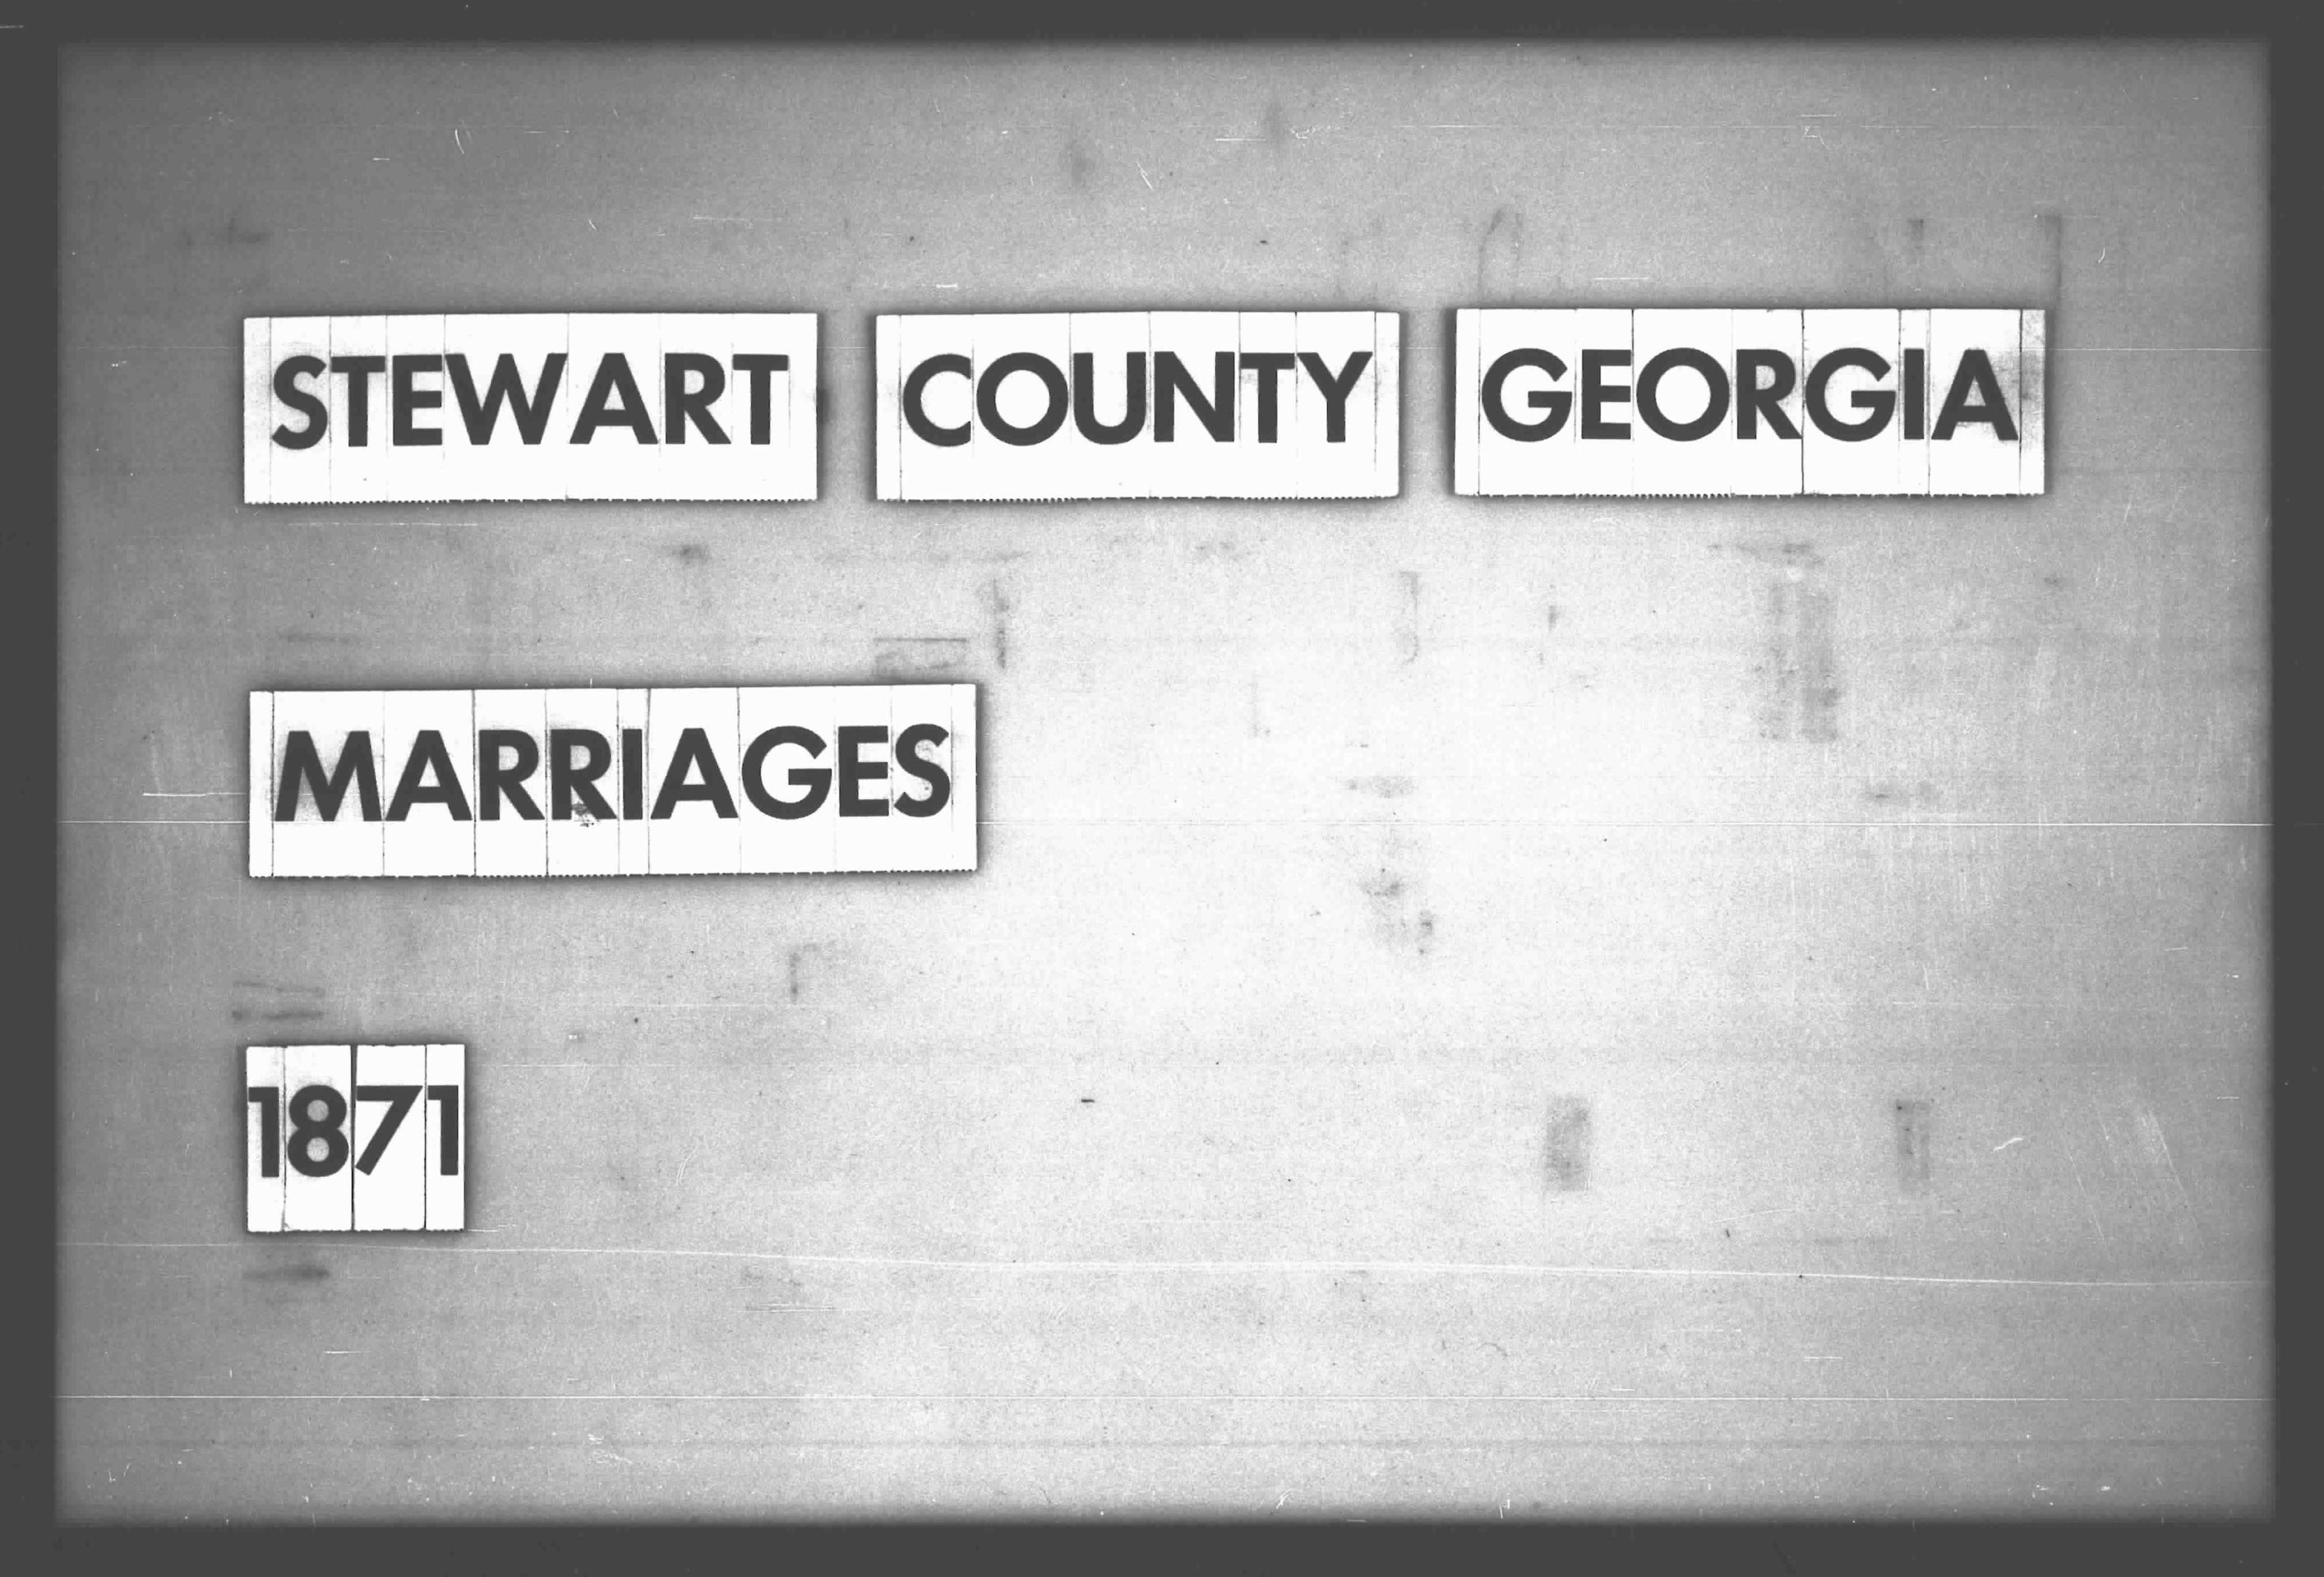 STEWART COUNTY GEORGIA
MARRIAGES
1871